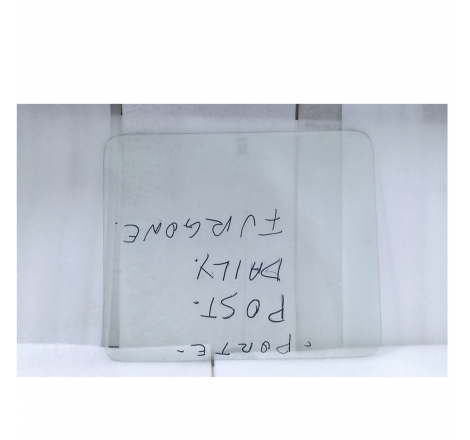 - PORTE -
POST.
DAILY.
FURGONE.